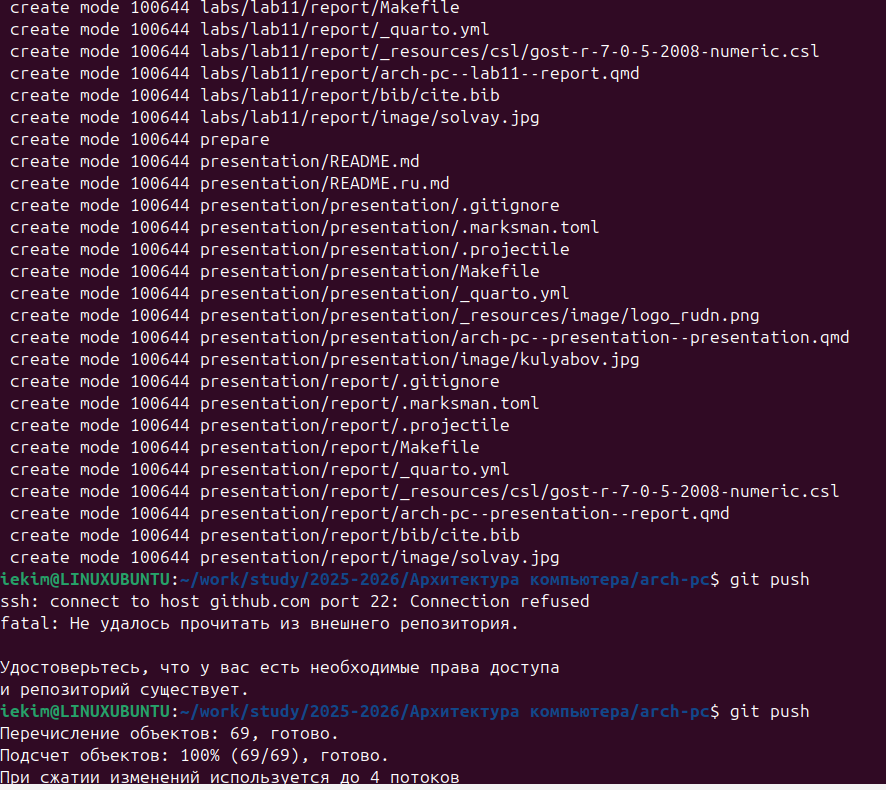 create mode 100644 labs/lab11/report/Makefile
create mode 100644 labs/lab11/report/_quarto.yml
create mode 100644 labs/lab11/report/_resources/csl/gost-r-7-0-5-2008-numeric.csl
create mode 100644 labs/lab11/report/arch-pc--lab11--report.qmd
create mode 100644 labs/lab11/report/bib/cite.bib
create mode 100644 labs/lab11/report/image/solvay.jpg
create mode 100644 prepare
create mode 100644 presentation/README.md
create mode 100644 presentation/README.ru.md
create mode 100644 presentation/presentation/.gitignore
create mode 100644 presentation/presentation/.marksman.toml
create mode 100644 presentation/presentation/.projectile
create mode 100644 presentation/presentation/Makefile
create mode 100644 presentation/presentation/_quarto.yml
create mode 100644 presentation/presentation/_resources/image/logo_rudn.png
create mode 100644 presentation/presentation/arch-pc--presentation--presentation.qmd
create mode 100644 presentation/presentation/image/kulyabov.jpg
create mode 100644 presentation/report/.gitignore
create mode 100644 presentation/report/.marksman.toml
create mode 100644 presentation/report/.projectile
create mode 100644 presentation/report/Makefile
create mode 100644 presentation/report/_quarto.yml
create mode 100644 presentation/report/_resources/csl/gost-r-7-0-5-2008-numeric.csl
create mode 100644 presentation/report/arch-pc--presentation--report.qmd
create mode 100644 presentation/report/bib/cite.bib
create mode 100644 presentation/report/image/solvay.jpg
iekim@LINUXUBUNTU:~/work/study/2025-2026/Архитектура компьютера/arch-pc$ git push
ssh: connect to host github.com port 22: Connection refused
fatal: Не удалось прочитать из внешнего репозитория.
Удостоверьтесь, что у вас есть необходимые права доступа
и репозиторий существует.
iekim@LINUXUBUNTU:~/work/study/2025-2026/Архитектура компьютера/arch-pc$ git push
Перечисление объектов: 69, готово.
Подсчет объектов: 100% (69/69), готово.
При сжатии изменений используется до 4 потоков